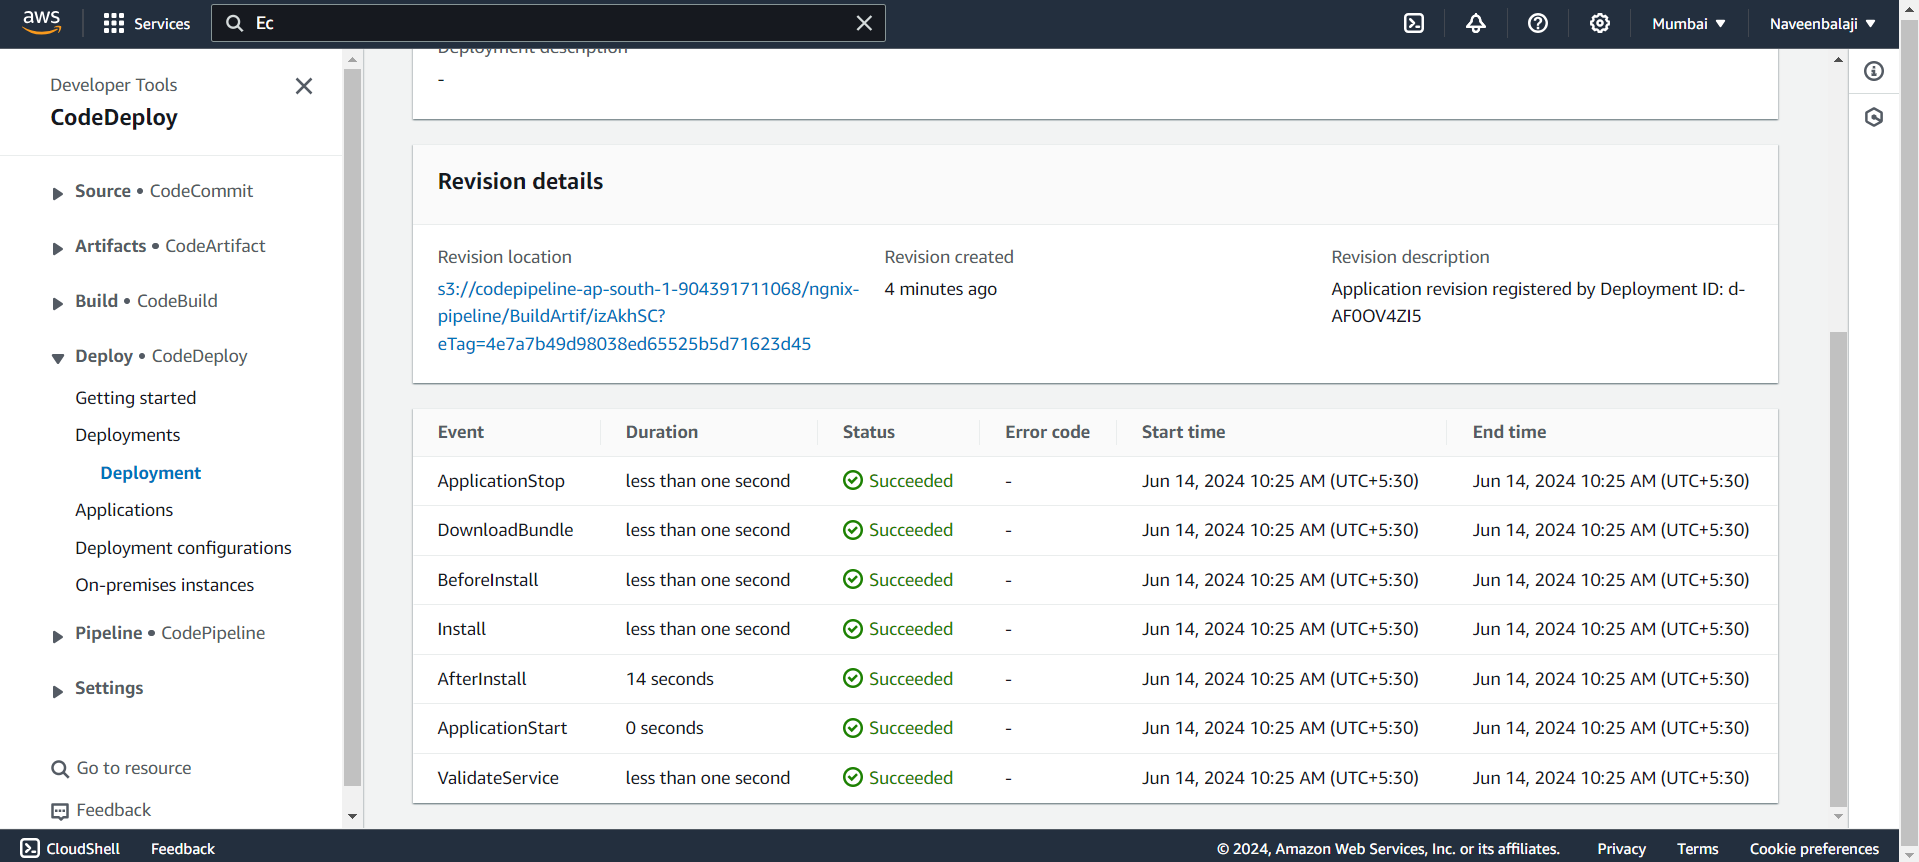 aws
Services
Ec
Mumbai
Naveenbalaji
Developer Tools
CodeDeploy
Source • CodeCommit
Artifacts • CodeArtifact
Build • CodeBuild
Deploy • CodeDeploy
Getting started
Deployments
Deployment
Applications
Deployment configurations
On-premises instances
Pipeline • CodePipeline
Settings
Go to resource
Feedback
Deployment description
-
Revision details
Revision location
s3://codepipeline-ap-south-1-904391711068/ngnix-
pipeline/BuildArtif/izAkhSC?
eTag=4e7a7b49d98038ed65525b5d71623d45
Revision created
4 minutes ago
Revision description
Application revision registered by Deployment ID: d-
AF0OV4ZI5
Event Duration Status Error code Start time End time
ApplicationStop less than one second Succeeded - Jun 14, 2024 10:25 AM (UTC+5:30) Jun 14, 2024 10:25 AM (UTC+5:30)
DownloadBundle less than one second Succeeded - Jun 14, 2024 10:25 AM (UTC+5:30) Jun 14, 2024 10:25 AM (UTC+5:30)
BeforeInstall less than one second Succeeded - Jun 14, 2024 10:25 AM (UTC+5:30) Jun 14, 2024 10:25 AM (UTC+5:30)
Install less than one second Succeeded - Jun 14, 2024 10:25 AM (UTC+5:30) Jun 14, 2024 10:25 AM (UTC+5:30)
AfterInstall 14 seconds Succeeded - Jun 14, 2024 10:25 AM (UTC+5:30) Jun 14, 2024 10:25 AM (UTC+5:30)
ApplicationStart 0 seconds Succeeded - Jun 14, 2024 10:25 AM (UTC+5:30) Jun 14, 2024 10:25 AM (UTC+5:30)
ValidateService less than one second Succeeded - Jun 14, 2024 10:25 AM (UTC+5:30) Jun 14, 2024 10:25 AM (UTC+5:30)
CloudShell Feedback © 2024, Amazon Web Services, Inc. or its affiliates. Privacy Terms Cookie preferences